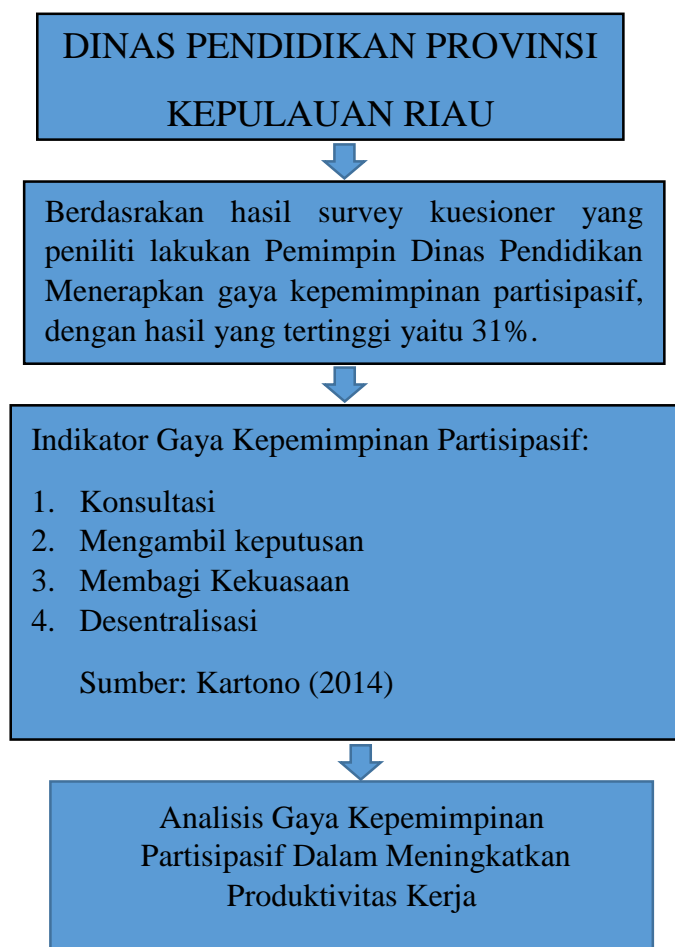 DINAS PENDIDIKAN PROVINSI
KEPULAUAN RIAU
Berdasrakan hasil survey kuesioner yang
peniliti lakukan Pemimpin Dinas Pendidikan
Menerapkan gaya kepemimpinan partisipasif,
dengan hasil yang tertinggi yaitu 31%.
Indikator Gaya Kepemimpinan Partisipasif:
1. Konsultasi
2. Mengambil keputusan
3. Membagi Kekuasaan
4. Desentralisasi
Sumber: Kartono (2014)
Analisis Gaya Kepemimpinan
Partisipasif Dalam Meningkatkan
Produktivitas Kerja